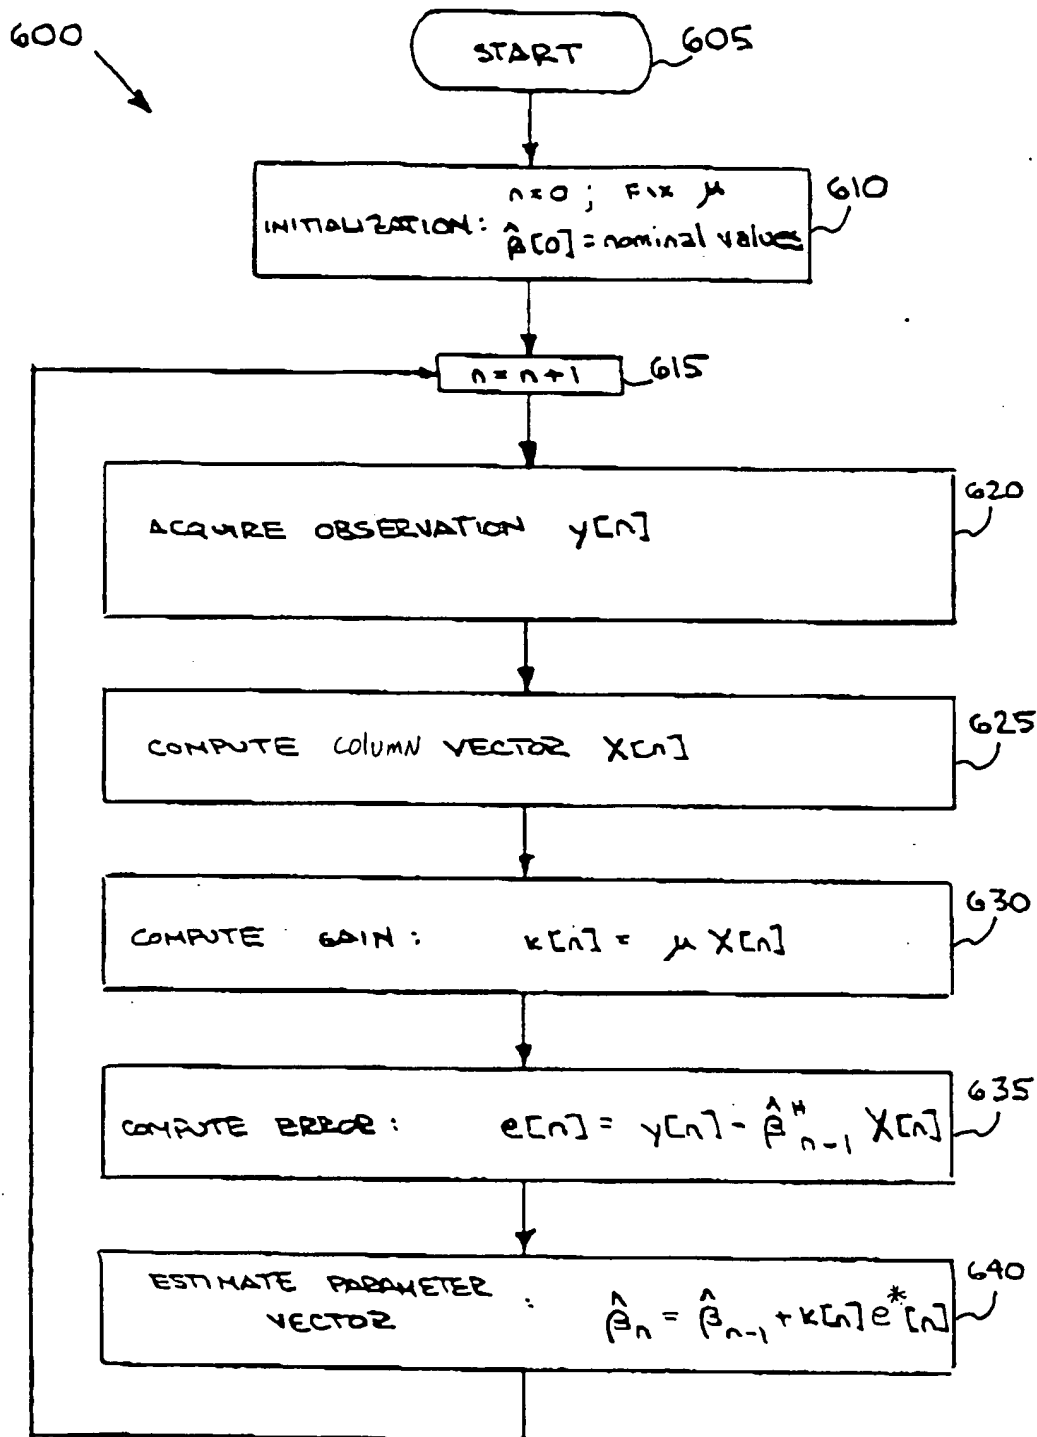 600
START
605
n=0; FIX μ
INITIALIZATION: β̂[0] = nominal values
610
n = n+1
615
ACQUIRE OBSERVATION y[n]
620
COMPUTE COLUMN VECTOR X[n]
625
COMPUTE GAIN: k[n] = μ X[n]
630
COMPUTE ERROR: e[n] = y[n] - β̂ᴴₙ₋₁ X[n]
635
ESTIMATE PARAMETER
VECTOR : β̂ₙ = β̂ₙ₋₁ + k[n] e*[n]
640